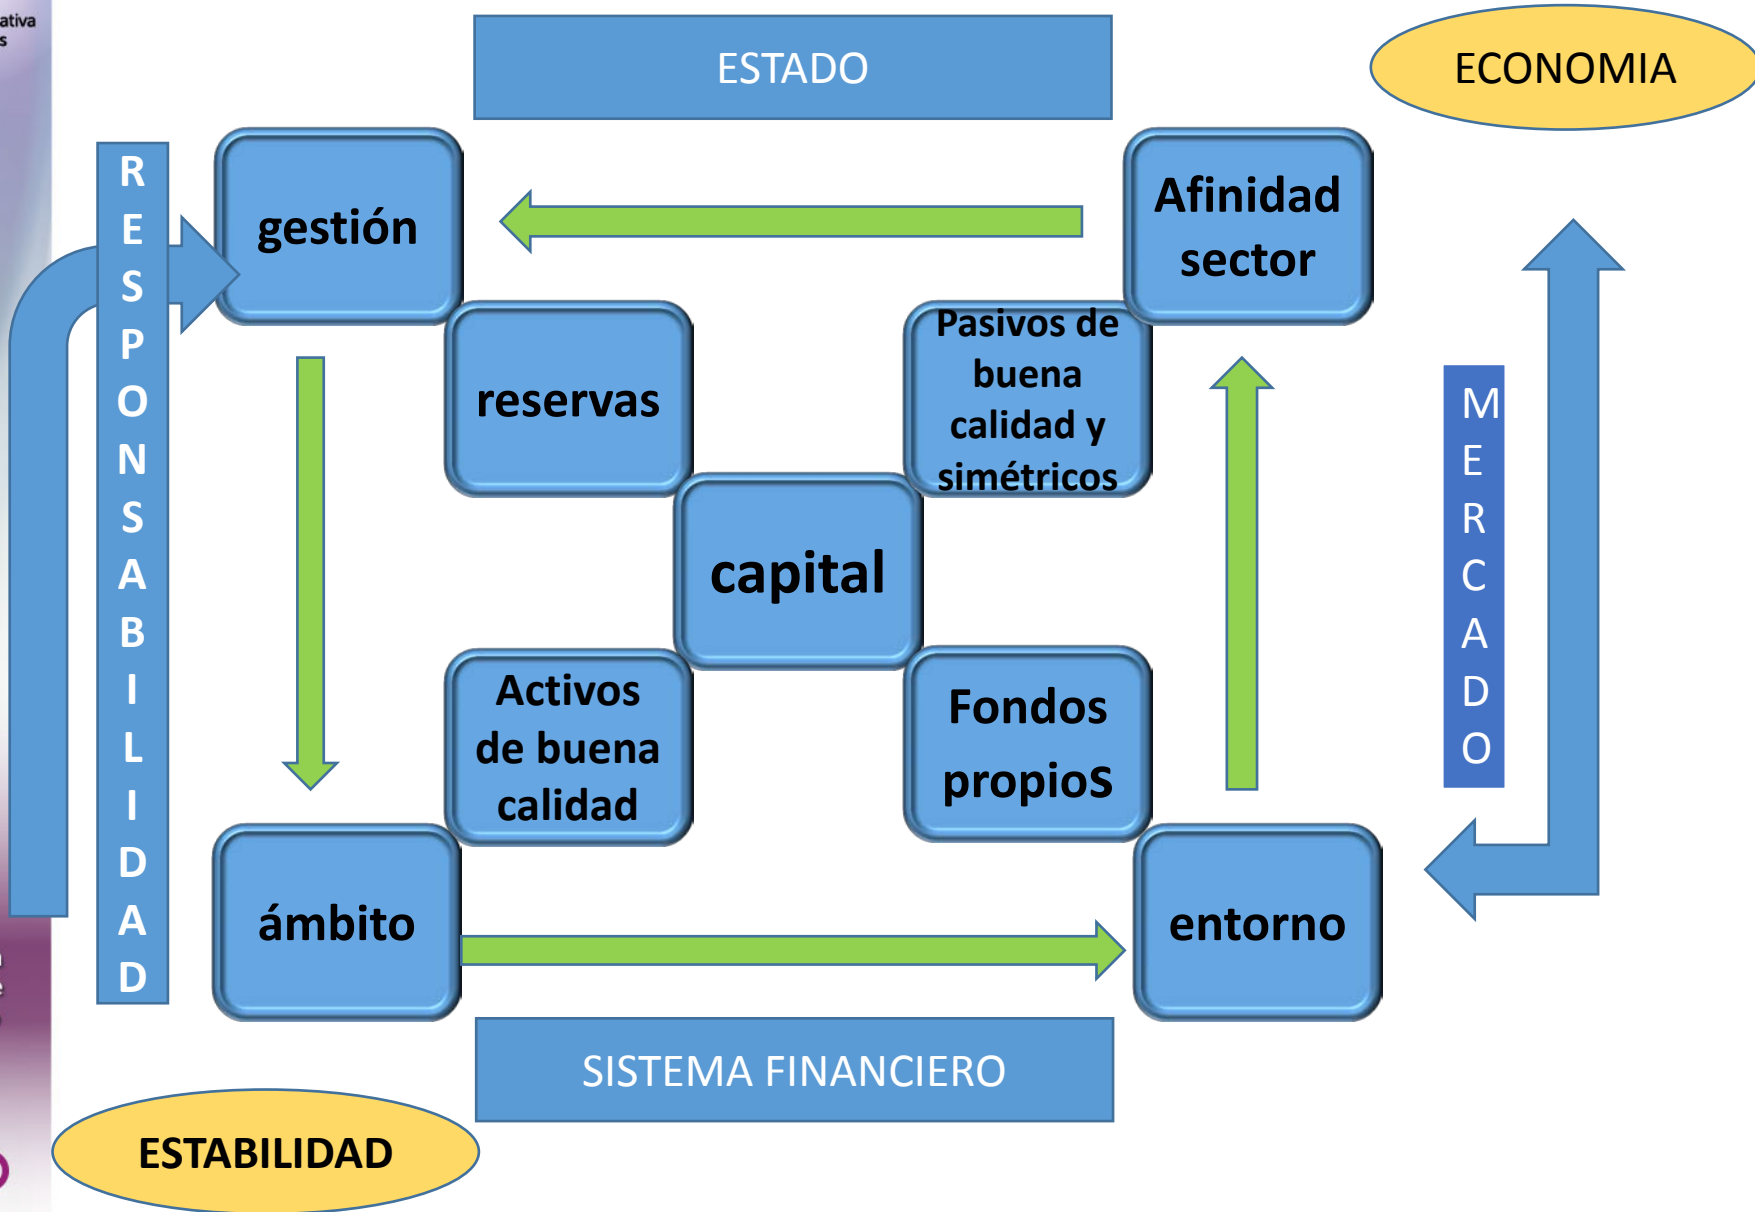 ativa
s
ESTADO
ECONOMIA
RESPONSABILIDAD
gestión
Afinidad
sector
reservas
Pasivos de
buena
calidad y
simétricos
MERCADO
capital
Activos
de buena
calidad
Fondos
propios
ámbito
entorno
SISTEMA FINANCIERO
ESTABILIDAD